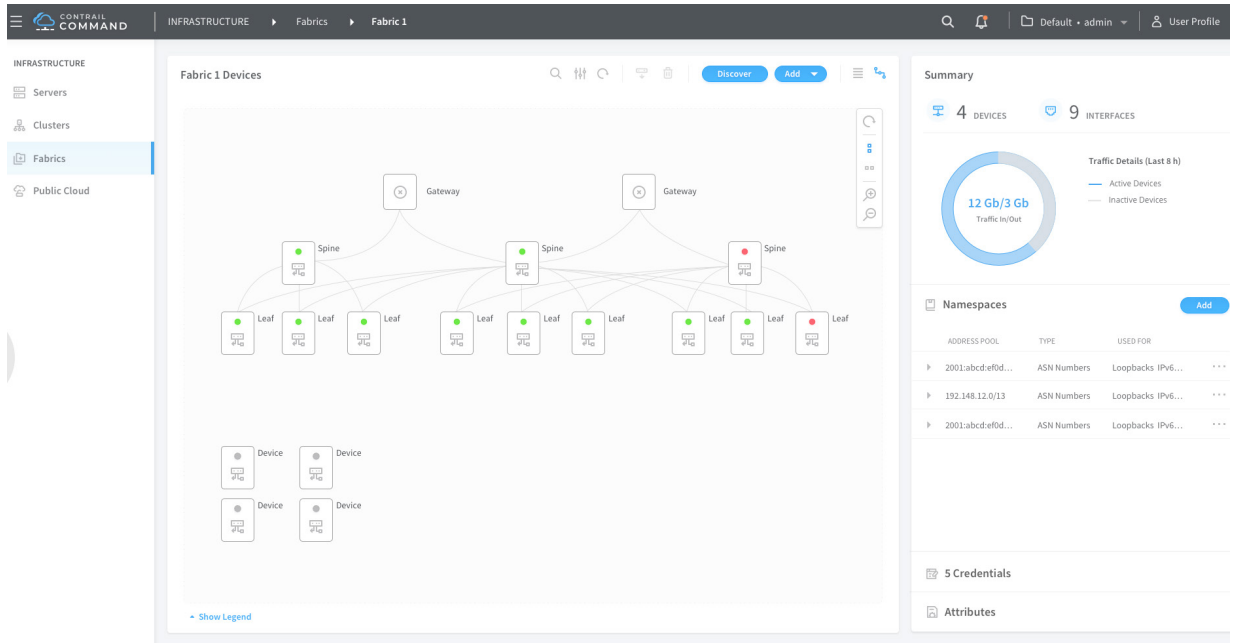 CONTRAIL
COMMAND
INFRASTRUCTURE
Fabrics
Fabric 1
Default • admin
User Profile
INFRASTRUCTURE
Servers
Clusters
Fabrics
Public Cloud
Fabric 1 Devices
Discover
Add
Gateway
Gateway
Spine
Spine
Spine
Leaf
Leaf
Leaf
Leaf
Leaf
Leaf
Leaf
Leaf
Leaf
Device
Device
Device
Device
Show Legend
Summary
4 DEVICES
9 INTERFACES
12 Gb/3 Gb
Traffic In/Out
Traffic Details (Last 8 h)
Active Devices
Inactive Devices
Namespaces
Add
ADDRESS POOL TYPE USED FOR
2001:abcd:ef0d... ASN Numbers Loopbacks IPv6...
192.148.12.0/13 ASN Numbers Loopbacks IPv6...
2001:abcd:ef0d... ASN Numbers Loopbacks IPv6...
5 Credentials
Attributes